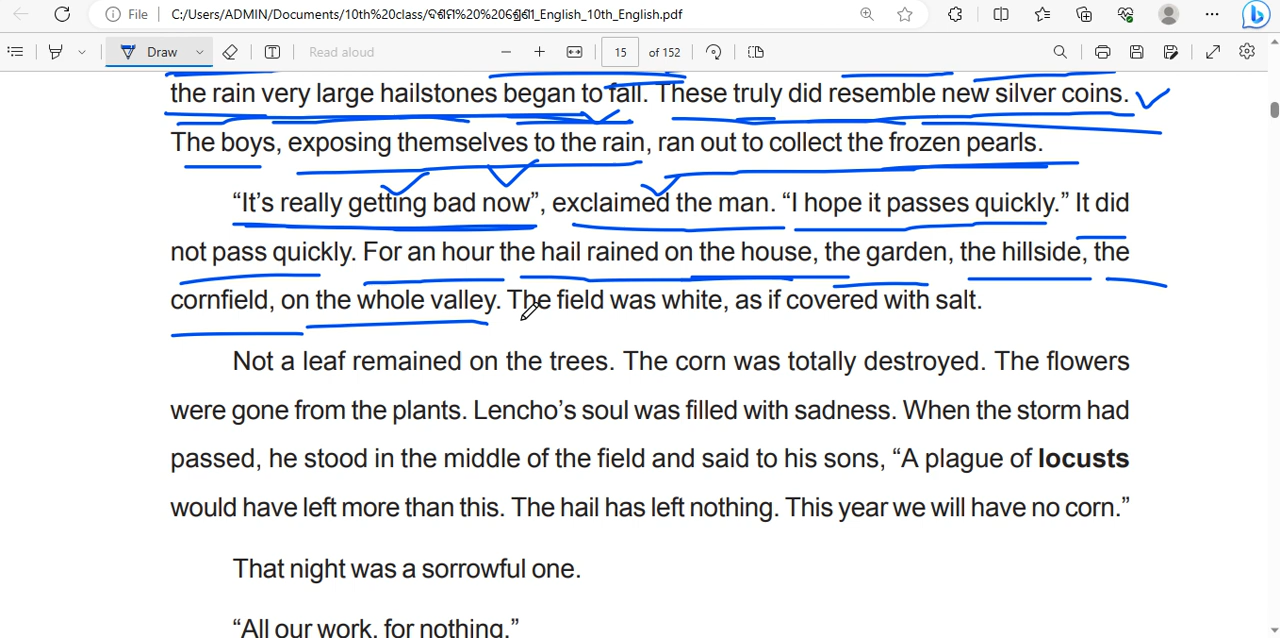 File
C:/Users/ADMIN/Documents/10th%20class/ଦଶମ%20%20ଶ୍ରେଣୀ_English_10th_English.pdf
Draw
Read aloud
15
of 152
the rain very large hailstones began to fall. These truly did resemble new silver coins.
The boys, exposing themselves to the rain, ran out to collect the frozen pearls.
“It’s really getting bad now”, exclaimed the man. “I hope it passes quickly.” It did
not pass quickly. For an hour the hail rained on the house, the garden, the hillside, the
cornfield, on the whole valley. The field was white, as if covered with salt.
Not a leaf remained on the trees. The corn was totally destroyed. The flowers
were gone from the plants. Lencho’s soul was filled with sadness. When the storm had
passed, he stood in the middle of the field and said to his sons, “A plague of locusts
would have left more than this. The hail has left nothing. This year we will have no corn.”
That night was a sorrowful one.
“All our work, for nothing.”